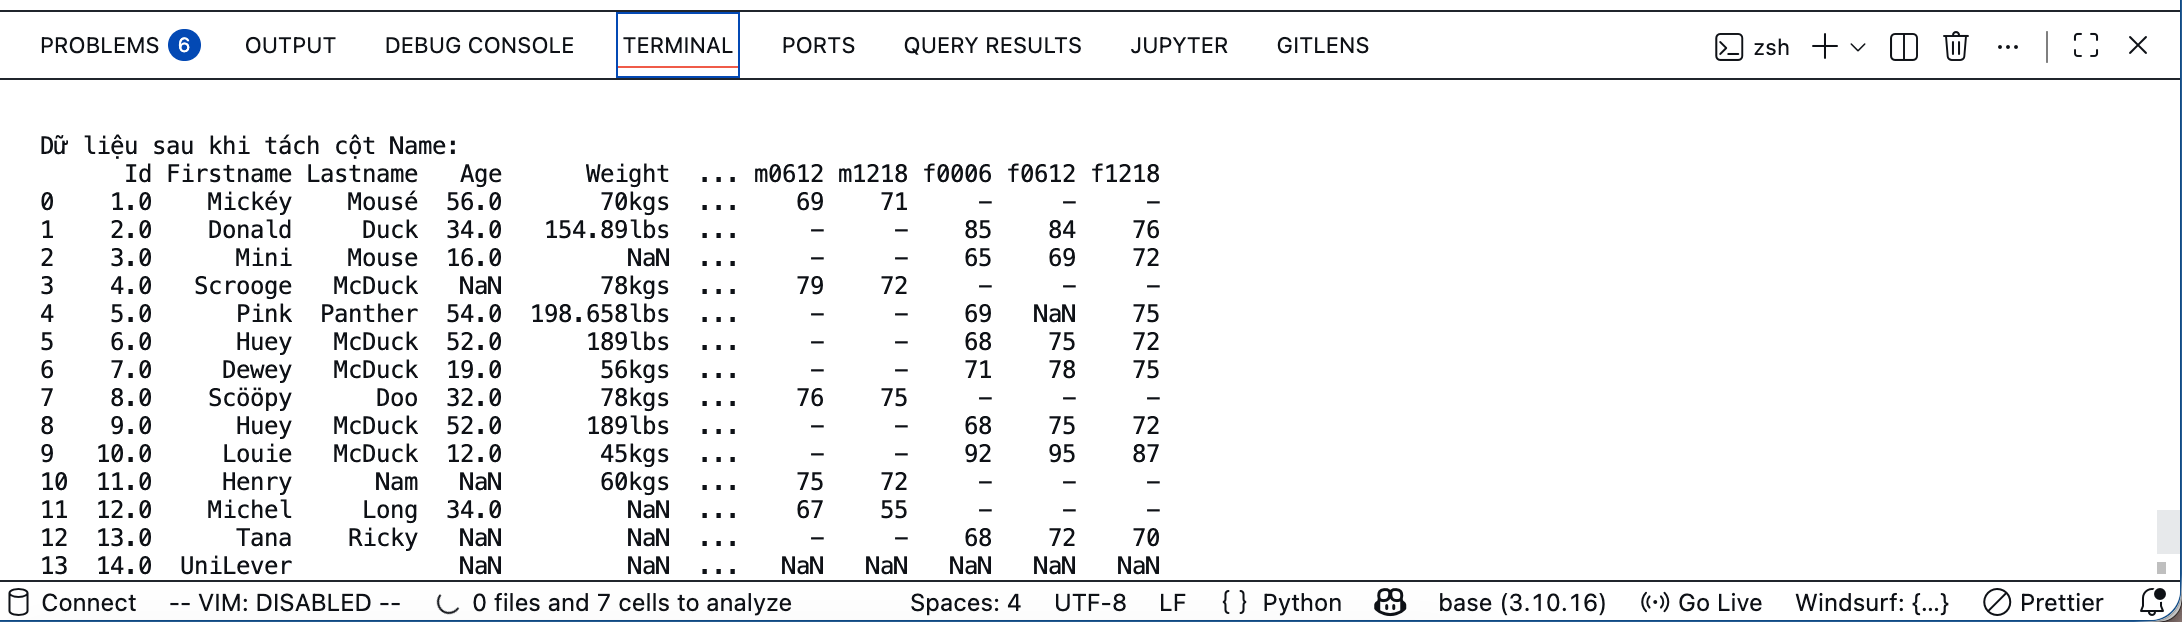 PROBLEMS 6 OUTPUT DEBUG CONSOLE TERMINAL PORTS QUERY RESULTS JUPYTER GITLENS zsh ...
Dữ liệu sau khi tách cột Name:
Id Firstname Lastname Age Weight ... m0612 m1218 f0006 f0612 f1218
0 1.0 Mickéy Mousé 56.0 70kgs ... 69 71 - - -
1 2.0 Donald Duck 34.0 154.89lbs ... - - 85 84 76
2 3.0 Mini Mouse 16.0 NaN ... - - 65 69 72
3 4.0 Scrooge McDuck NaN 78kgs ... 79 72 - - -
4 5.0 Pink Panther 54.0 198.658lbs ... - - 69 NaN 75
5 6.0 Huey McDuck 52.0 189lbs ... - - 68 75 72
6 7.0 Dewey McDuck 19.0 56kgs ... - - 71 78 75
7 8.0 Scööpy Doo 32.0 78kgs ... 76 75 - - -
8 9.0 Huey McDuck 52.0 189lbs ... - - 68 75 72
9 10.0 Louie McDuck 12.0 45kgs ... - - 92 95 87
10 11.0 Henry Nam NaN 60kgs ... 75 72 - - -
11 12.0 Michel Long 34.0 NaN ... 67 55 - - -
12 13.0 Tana Ricky NaN NaN ... - - 68 72 70
13 14.0 UniLever NaN NaN ... NaN NaN NaN NaN NaN
Connect -- VIM: DISABLED -- 0 files and 7 cells to analyze Spaces: 4 UTF-8 LF { } Python base (3.10.16) Go Live Windsurf: {...} Prettier